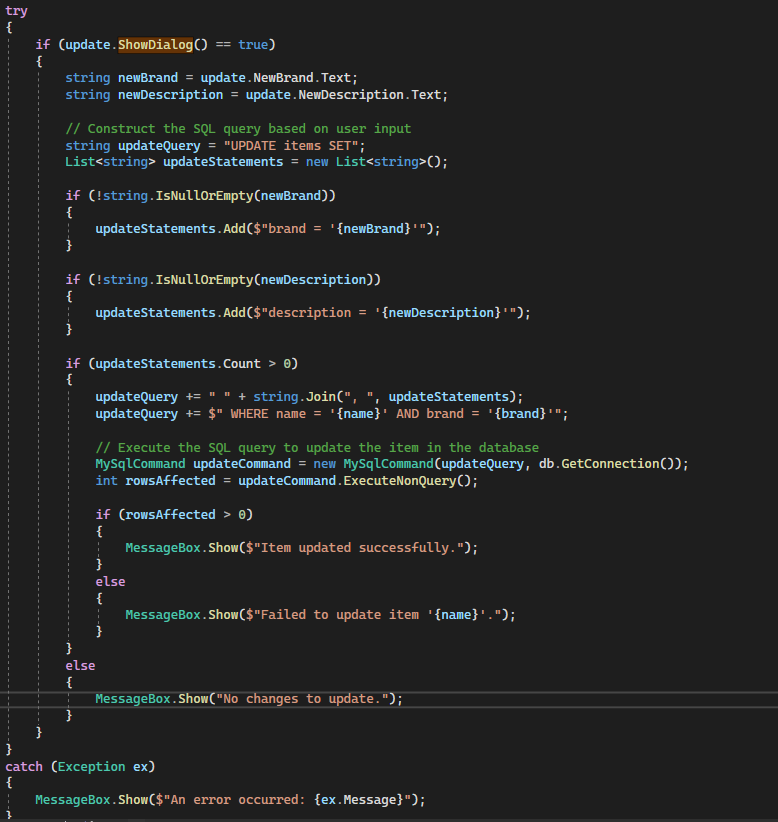 try
{
if (update.ShowDialog() == true)
{
string newBrand = update.NewBrand.Text;
string newDescription = update.NewDescription.Text;
// Construct the SQL query based on user input
string updateQuery = "UPDATE items SET";
List<string> updateStatements = new List<string>();
if (!string.IsNullOrEmpty(newBrand))
{
updateStatements.Add($"brand = '{newBrand}'");
}
if (!string.IsNullOrEmpty(newDescription))
{
updateStatements.Add($"description = '{newDescription}'");
}
if (updateStatements.Count > 0)
{
updateQuery += " " + string.Join(", ", updateStatements);
updateQuery += $" WHERE name = '{name}' AND brand = '{brand}'";
// Execute the SQL query to update the item in the database
MySqlCommand updateCommand = new MySqlCommand(updateQuery, db.GetConnection());
int rowsAffected = updateCommand.ExecuteNonQuery();
if (rowsAffected > 0)
{
MessageBox.Show($"Item updated successfully.");
}
else
{
MessageBox.Show($"Failed to update item '{name}'.");
}
}
else
{
MessageBox.Show("No changes to update.");
}
}
}
catch (Exception ex)
{
MessageBox.Show($"An error occurred: {ex.Message}");
}